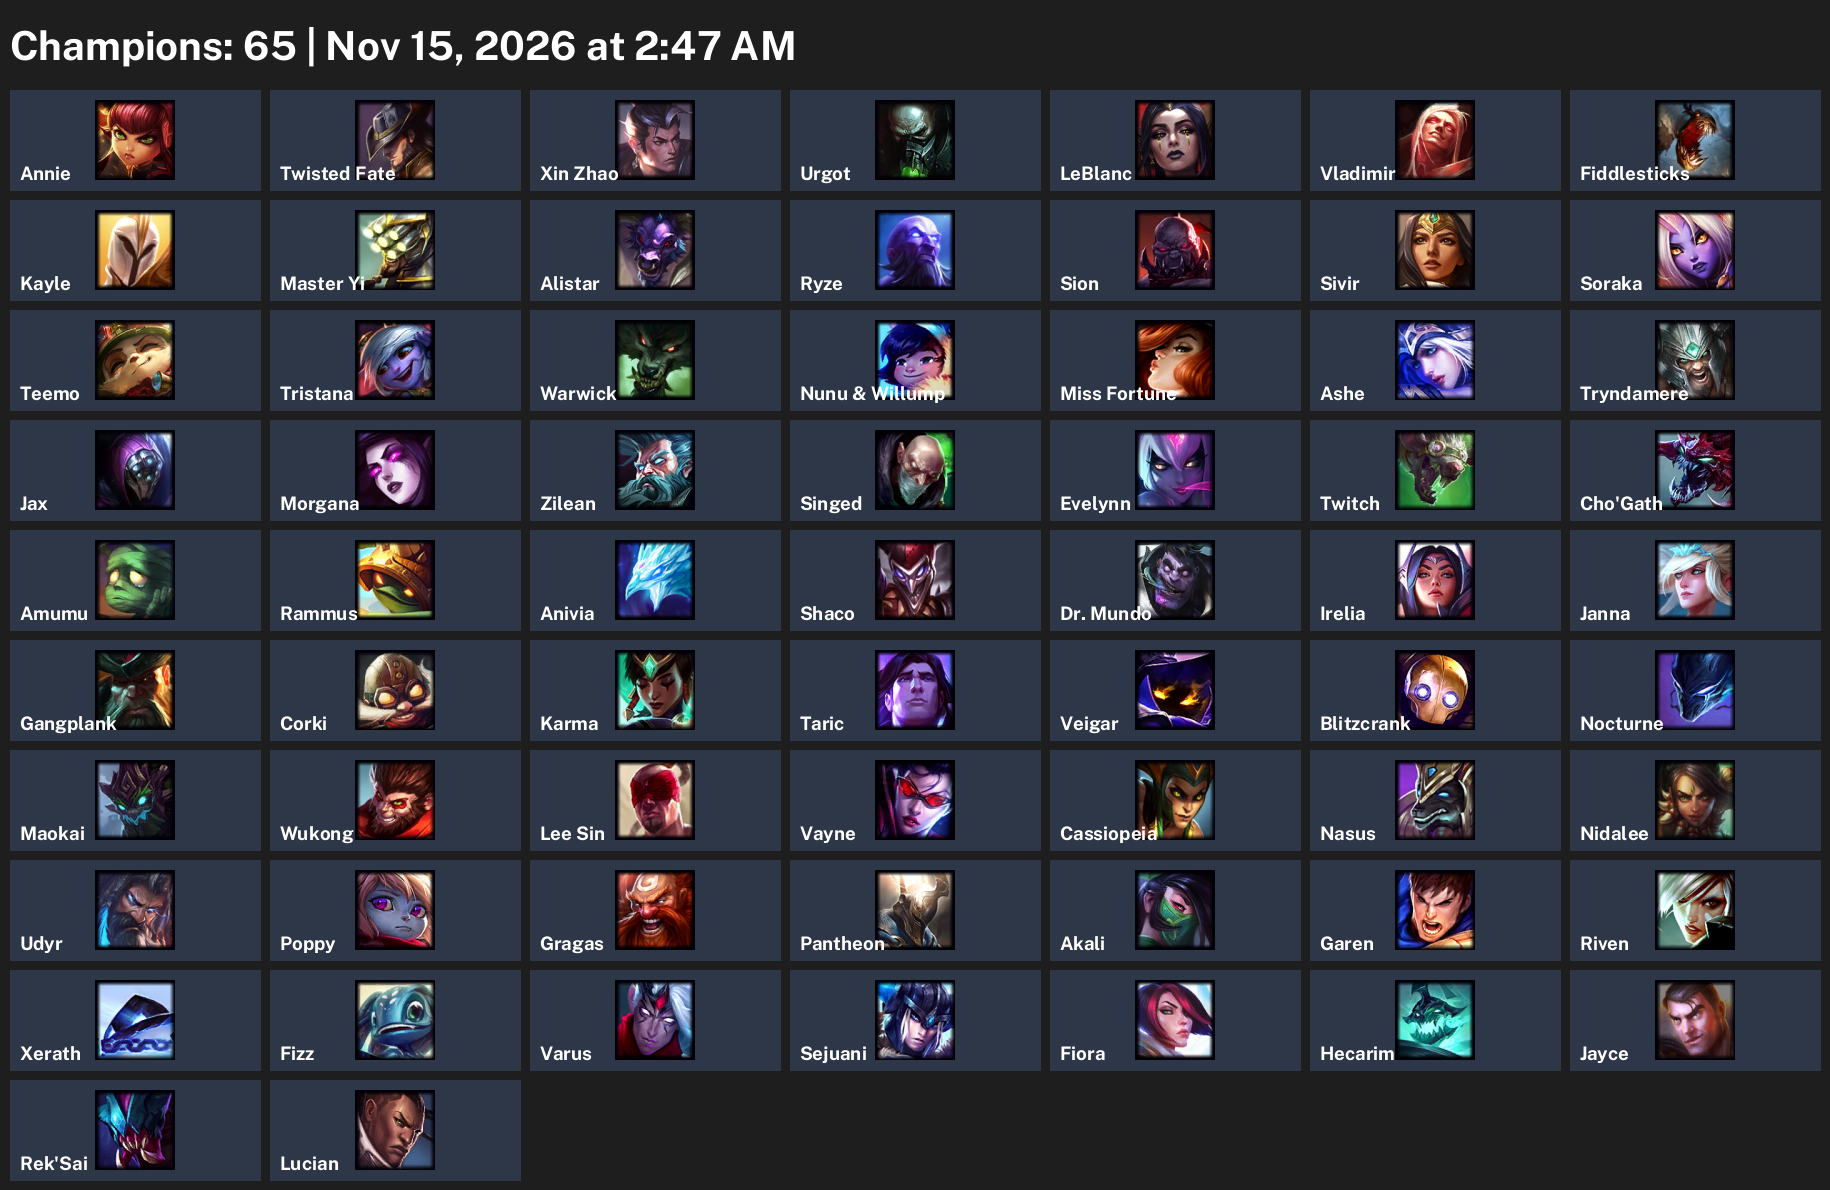 Champions: 65 | Nov 15, 2026 at 2:47 AM
Annie
Twisted Fate
Xin Zhao
Urgot
LeBlanc
Vladimir
Fiddlesticks
Kayle
Master Yi
Alistar
Ryze
Sion
Sivir
Soraka
Teemo
Tristana
Warwick
Nunu & Willump
Miss Fortune
Ashe
Tryndamere
Jax
Morgana
Zilean
Singed
Evelynn
Twitch
Cho'Gath
Amumu
Rammus
Anivia
Shaco
Dr. Mundo
Irelia
Janna
Gangplank
Corki
Karma
Taric
Veigar
Blitzcrank
Nocturne
Maokai
Wukong
Lee Sin
Vayne
Cassiopeia
Nasus
Nidalee
Udyr
Poppy
Gragas
Pantheon
Akali
Garen
Riven
Xerath
Fizz
Varus
Sejuani
Fiora
Hecarim
Jayce
Rek'Sai
Lucian